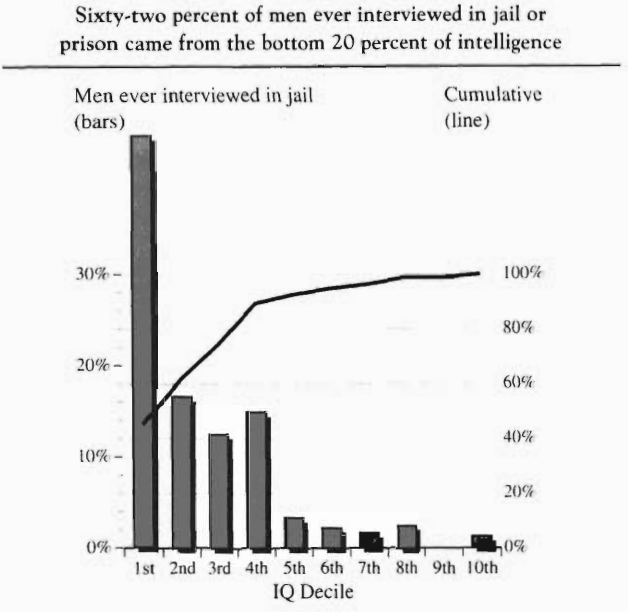 Sixty-two percent of men ever interviewed in jail or
prison came from the bottom 20 percent of intelligence
Men ever interviewed in jail
(bars)
Cumulative
(line)
30%
20%
10%
0%
100%
80%
60%
40%
20%
0%
1st 2nd 3rd 4th 5th 6th 7th 8th 9th 10th
IQ Decile